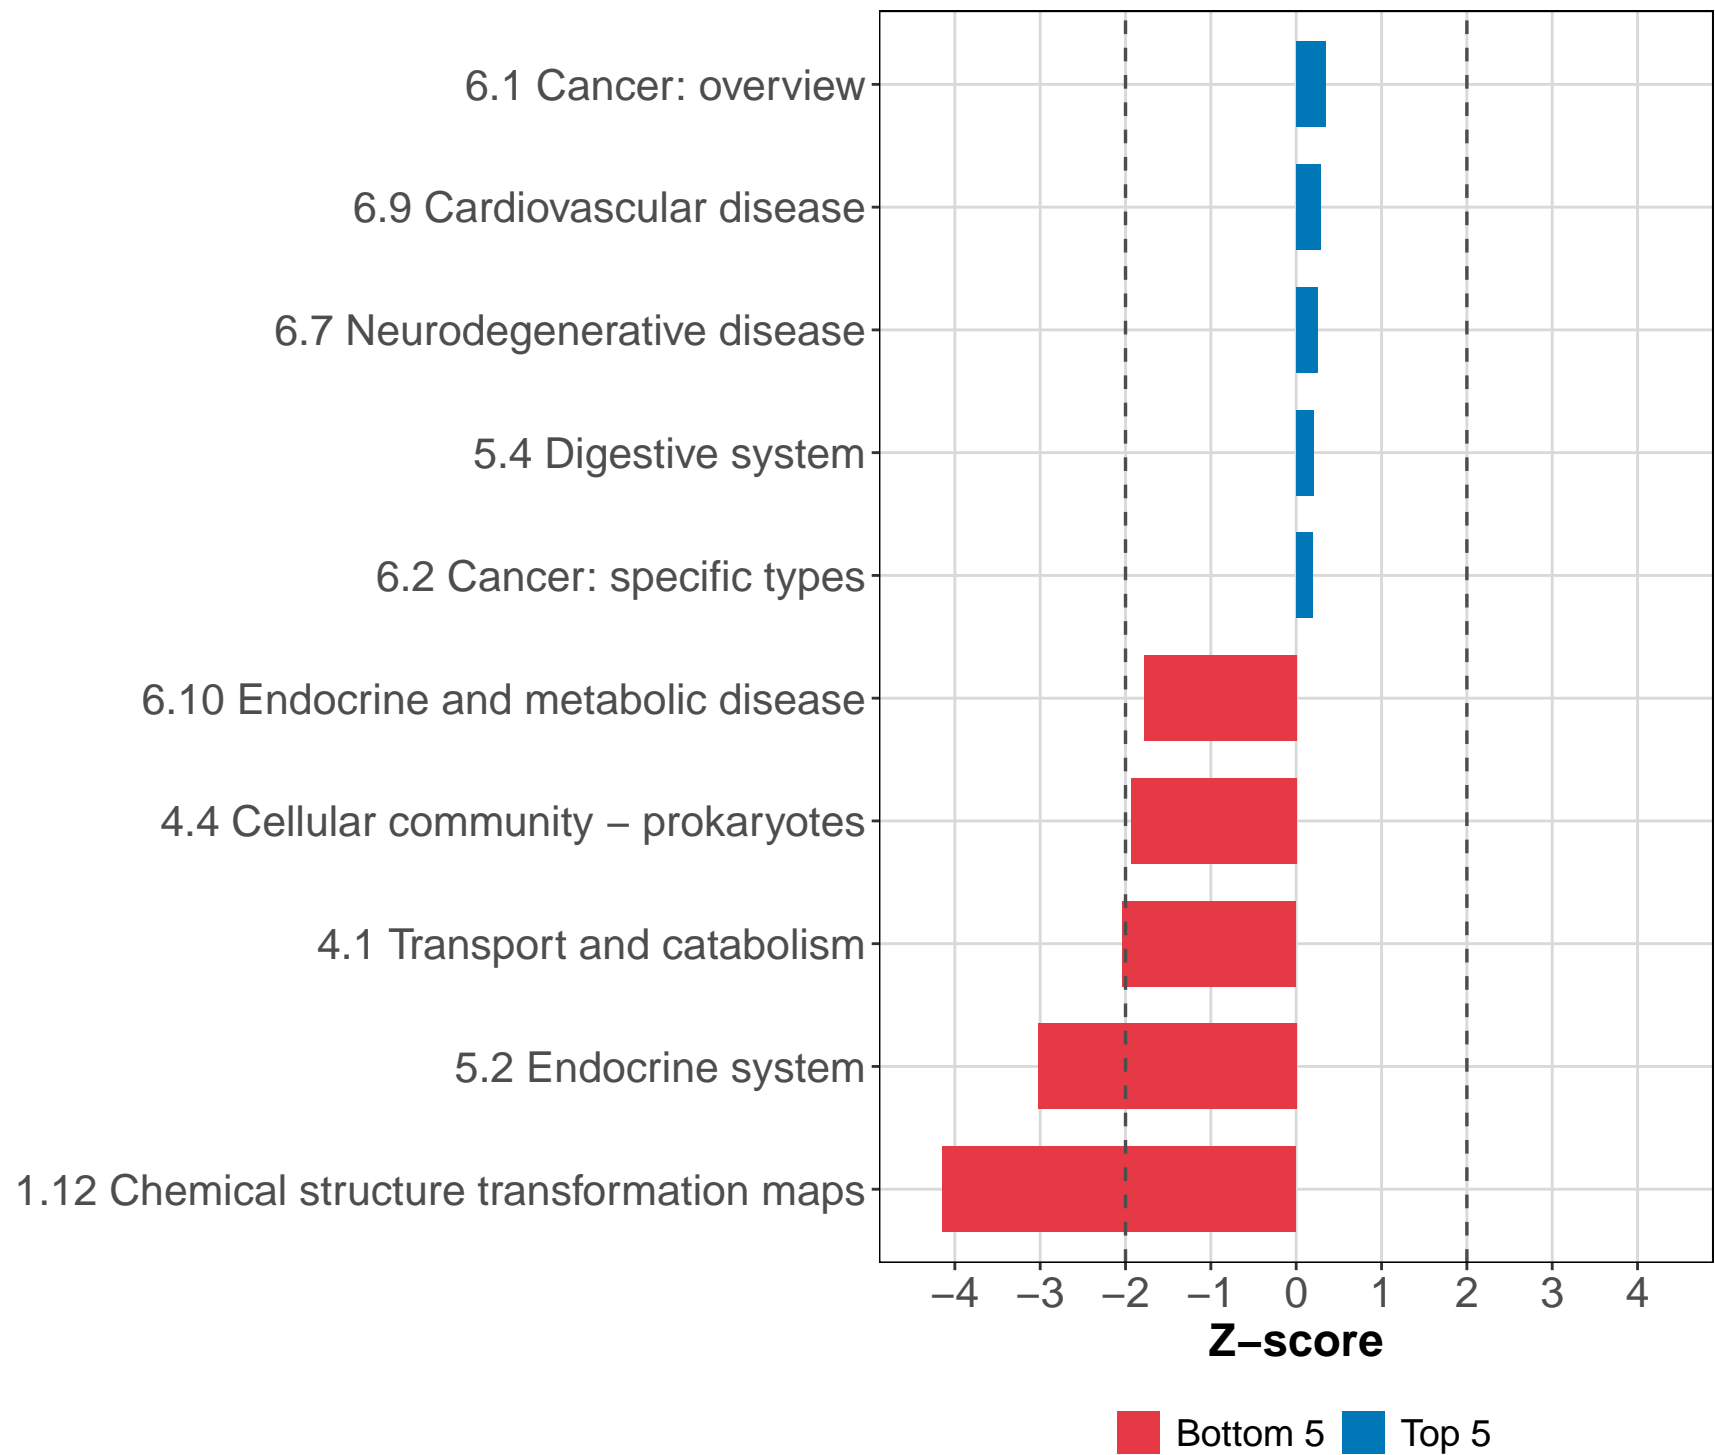 6.1 Cancer: overview
6.9 Cardiovascular disease
6.7 Neurodegenerative disease
5.4 Digestive system
6.2 Cancer: specific types
6.10 Endocrine and metabolic disease
4.4 Cellular community − prokaryotes
4.1 Transport and catabolism
5.2 Endocrine system
1.12 Chemical structure transformation maps
−4 −3 −2 −1 0 1 2 3 4
Z−score
Bottom 5 Top 5